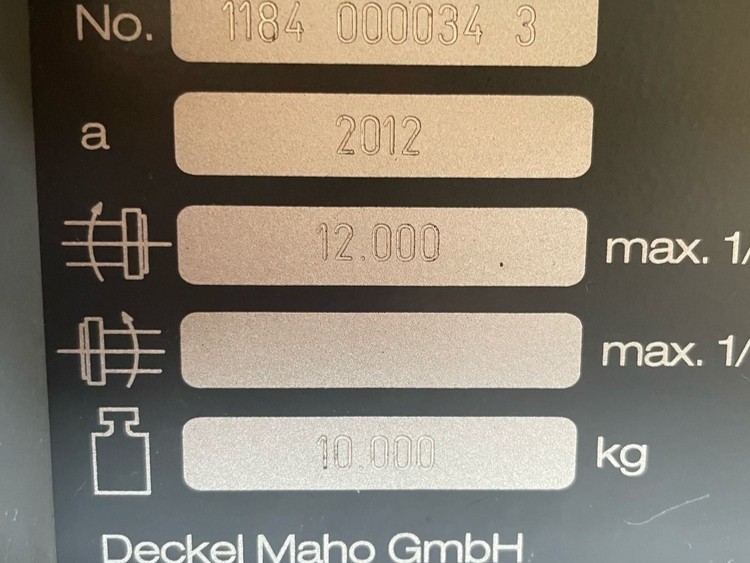 No. 1184 000034 3
a 2012
12.000 max. 1/
max. 1/
10.000 kg
Deckel Maho GmbH